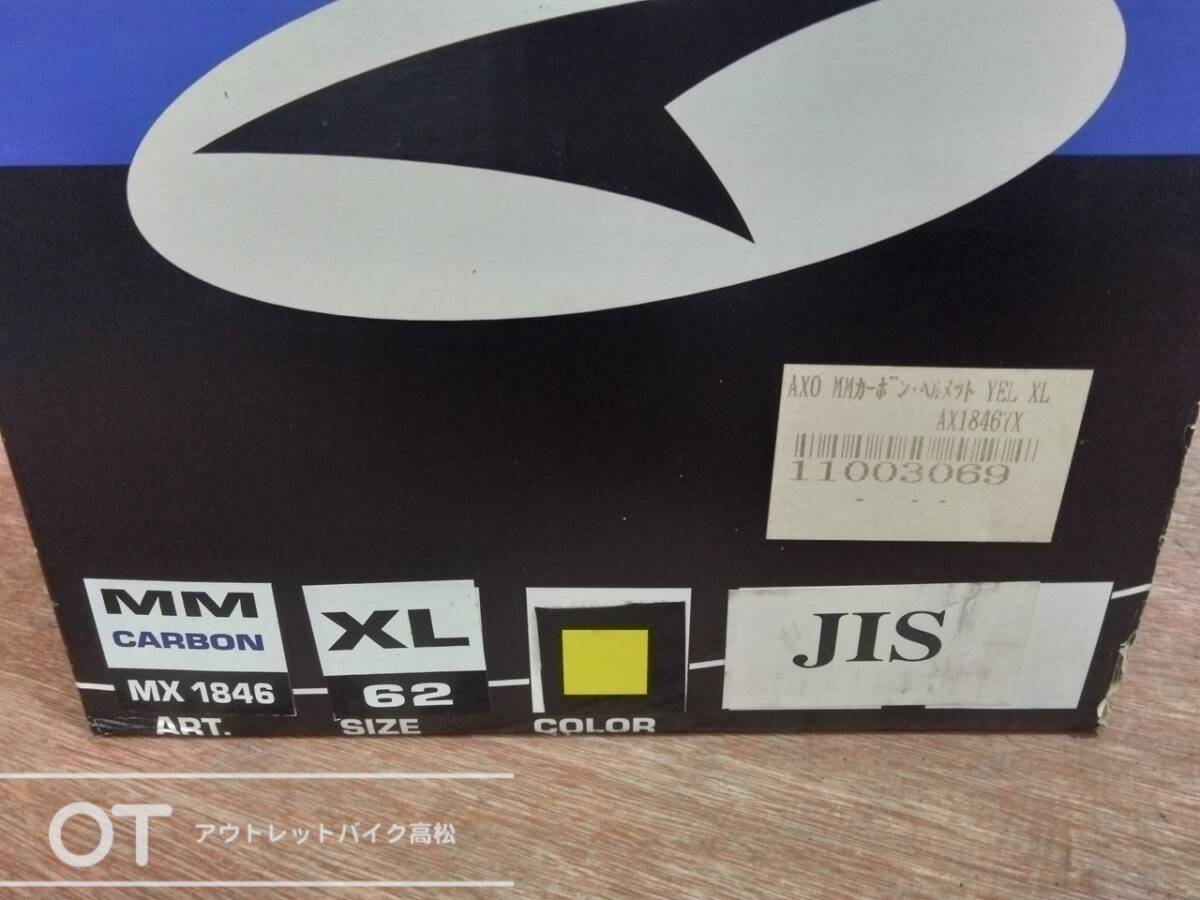 AXO MMカーボン・ヘルメット YEL XL
AX1846YX
11003069
- - -
MM
CARBON
MX 1846
ART.
XL
62
SIZE
COLOR
JIS
OT アウトレットバイク高松